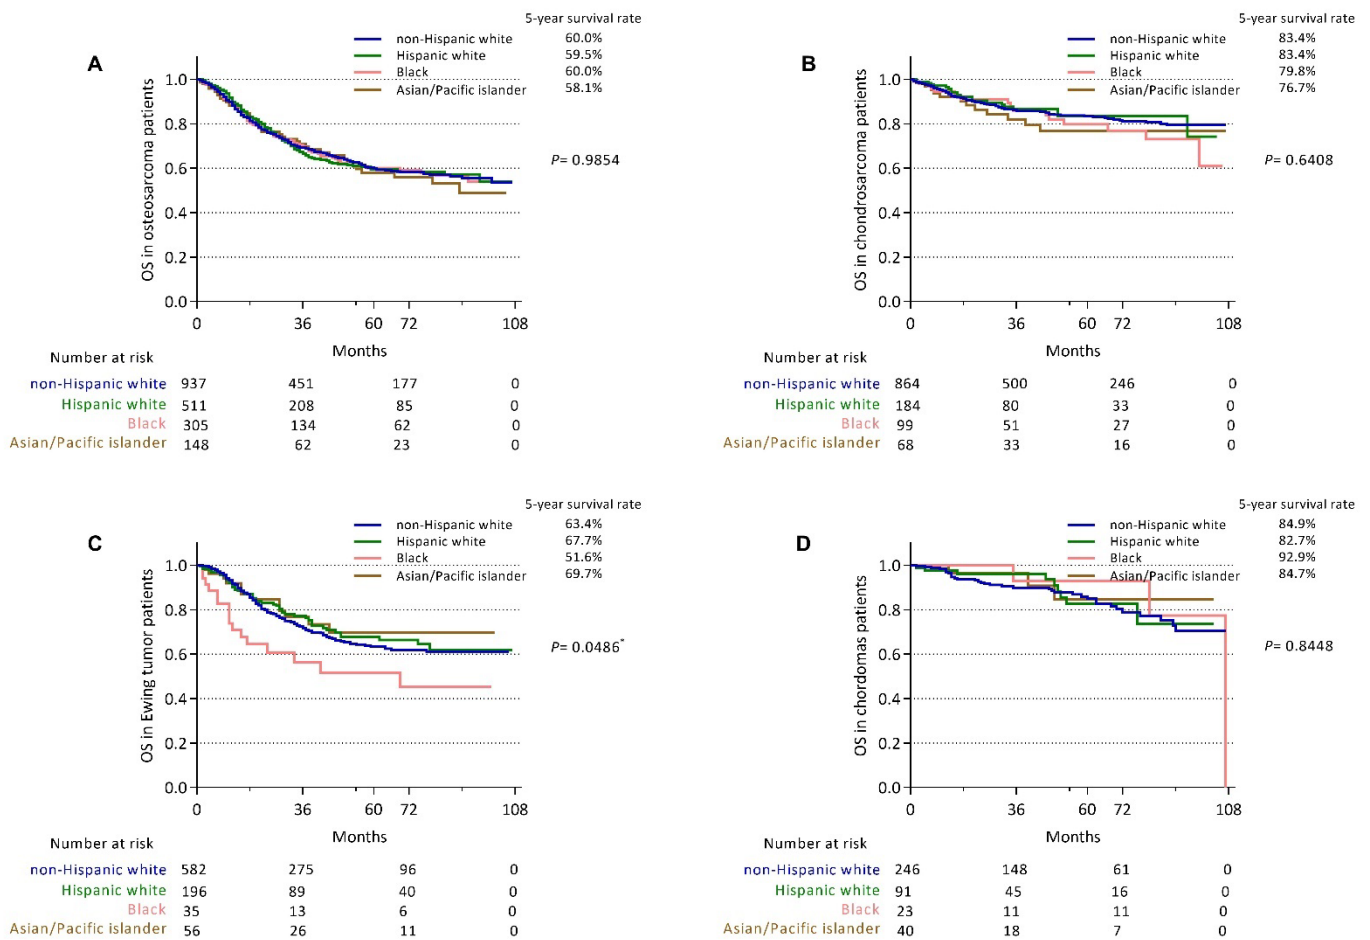 A
5-year survival rate
non-Hispanic white 60.0%
Hispanic white 59.5%
Black 60.0%
Asian/Pacific islander 58.1%
OS in osteosarcoma patients
1.0
0.8
0.6
0.4
0.2
0.0
P= 0.9854
0 36 60 72 108
Months
Number at risk
non-Hispanic white 937 451 177 0
Hispanic white 511 208 85 0
Black 305 134 62 0
Asian/Pacific islander 148 62 23 0
B
5-year survival rate
non-Hispanic white 83.4%
Hispanic white 83.4%
Black 79.8%
Asian/Pacific islander 76.7%
OS in chondrosarcoma patients
1.0
0.8
0.6
0.4
0.2
0.0
P= 0.6408
0 36 60 72 108
Months
Number at risk
non-Hispanic white 864 500 246 0
Hispanic white 184 80 33 0
Black 99 51 27 0
Asian/Pacific islander 68 33 16 0
C
5-year survival rate
non-Hispanic white 63.4%
Hispanic white 67.7%
Black 51.6%
Asian/Pacific islander 69.7%
OS in Ewing tumor patients
1.0
0.8
0.6
0.4
0.2
0.0
P= 0.0486*
0 36 60 72 108
Months
Number at risk
non-Hispanic white 582 275 96 0
Hispanic white 196 89 40 0
Black 35 13 6 0
Asian/Pacific islander 56 26 11 0
D
5-year survival rate
non-Hispanic white 84.9%
Hispanic white 82.7%
Black 92.9%
Asian/Pacific islander 84.7%
OS in chordomas patients
1.0
0.8
0.6
0.4
0.2
0.0
P= 0.8448
0 36 60 72 108
Months
Number at risk
non-Hispanic white 246 148 61 0
Hispanic white 91 45 16 0
Black 23 11 11 0
Asian/Pacific islander 40 18 7 0